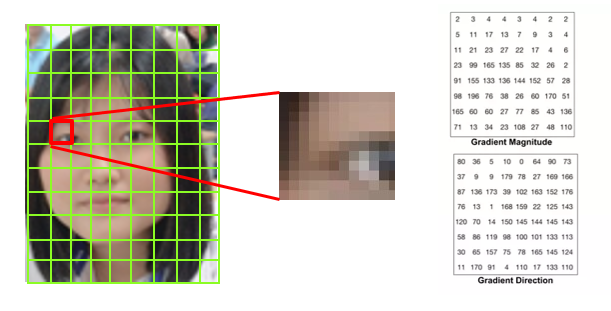 2 3 4 4 3 4 2 2
5 11 17 13 7 9 3 4
11 21 23 27 22 17 4 6
23 99 165 135 85 32 26 2
91 155 133 136 144 152 57 28
98 196 76 38 26 60 170 51
165 60 60 27 77 85 43 136
71 13 34 23 108 27 48 110
Gradient Magnitude
80 36 5 10 0 64 90 73
37 9 9 179 78 27 169 166
87 136 173 39 102 163 152 176
76 13 1 168 159 22 125 143
120 70 14 150 145 144 145 143
58 86 119 98 100 101 133 113
30 65 157 75 78 165 145 124
11 170 91 4 110 17 133 110
Gradient Direction